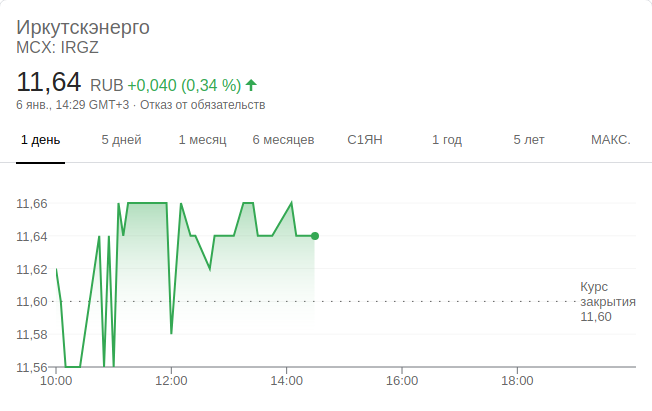 Иркутскэнерго
MCX: IRGZ
11,64 RUB +0,040 (0,34 %)
6 янв., 14:29 GMT+3 · Отказ от обязательств
1 день 5 дней 1 месяц 6 месяцев С1ЯН 1 год 5 лет МАКС.
11,66
11,64
11,62
11,60
11,58
11,56
Курс
закрытия
11,60
10:00 12:00 14:00 16:00 18:00